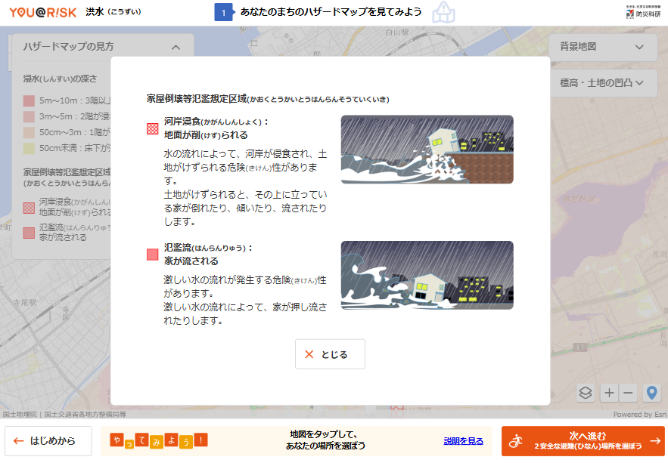 YOU@RISK 洪水(こうずい)
1 あなたのまちのハザードマップを見てみよう
防災科研
ハザードマップの見方
背景地図
標高・土地の凹凸
浸水(しんすい)の深さ
5m〜10m：3階以上
3m〜5m：2階が浸
50cm〜3m：1階が
50cm未満：床下が
家屋倒壊等氾濫想定区域
(かおくとうかいとうはんらん
河岸浸食(かがんしん
地面が削(けず)られる
氾濫流(はんらんりゅう)：
家が流される
家屋倒壊等氾濫想定区域(かおくとうかいとうはんらんそうていくいき)
河岸浸食(かがんしんしょく)：
地面が削(けず)られる
水の流れによって、河岸が侵食され、土
地がけずられる危険(きけん)性がありま
す。
土地がけずられると、その上に立ってい
る家が倒れたり、傾いたり、流されたり
します。
氾濫流(はんらんりゅう)：
家が流される
激しい水の流れが発生する危険(きけん)性
があります。
激しい水の流れによって、家が押し流さ
れたりします。
とじる
白山駅
寺尾駅
国土地理院 | 国土交通省各地方整備局等
Powered by Esri
はじめから
やってみよう！
地図をタップして、
あなたの場所を選ぼう
説明を見る
次へ進む
2 安全な避難(ひなん)場所を選ぼう